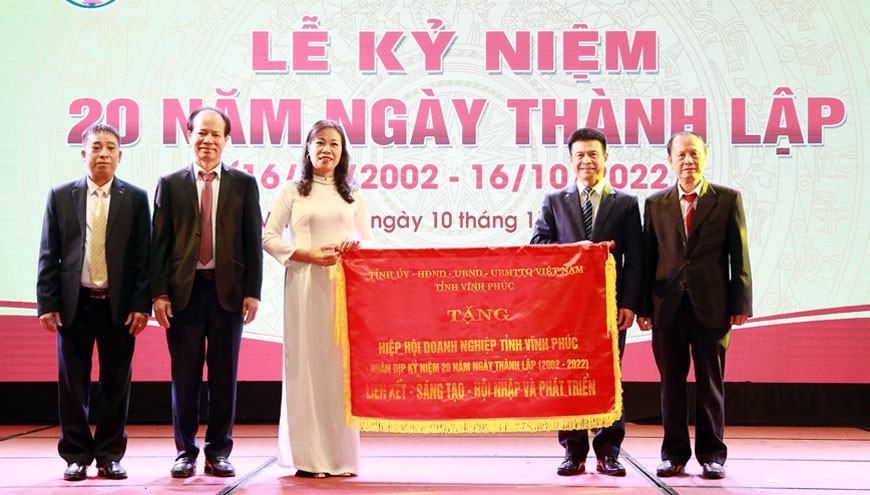 LỄ KỶ NIỆM
20 NĂM NGÀY THÀNH LẬP
2002 - 16/10 2022
ngày 10 tháng 1
TỈNH ỦY - HĐND - UBND - UBMTTQ VIỆT NAM
TỈNH VĨNH PHÚC
TẶNG
HIỆP HỘI DOANH NGHIỆP TỈNH VĨNH PHÚC
NHÂN DỊP KỶ NIỆM 20 NĂM NGÀY THÀNH LẬP (2002 - 2022)
LIÊN KẾT - SÁNG TẠO - HỘI NHẬP VÀ PHÁT TRIỂN